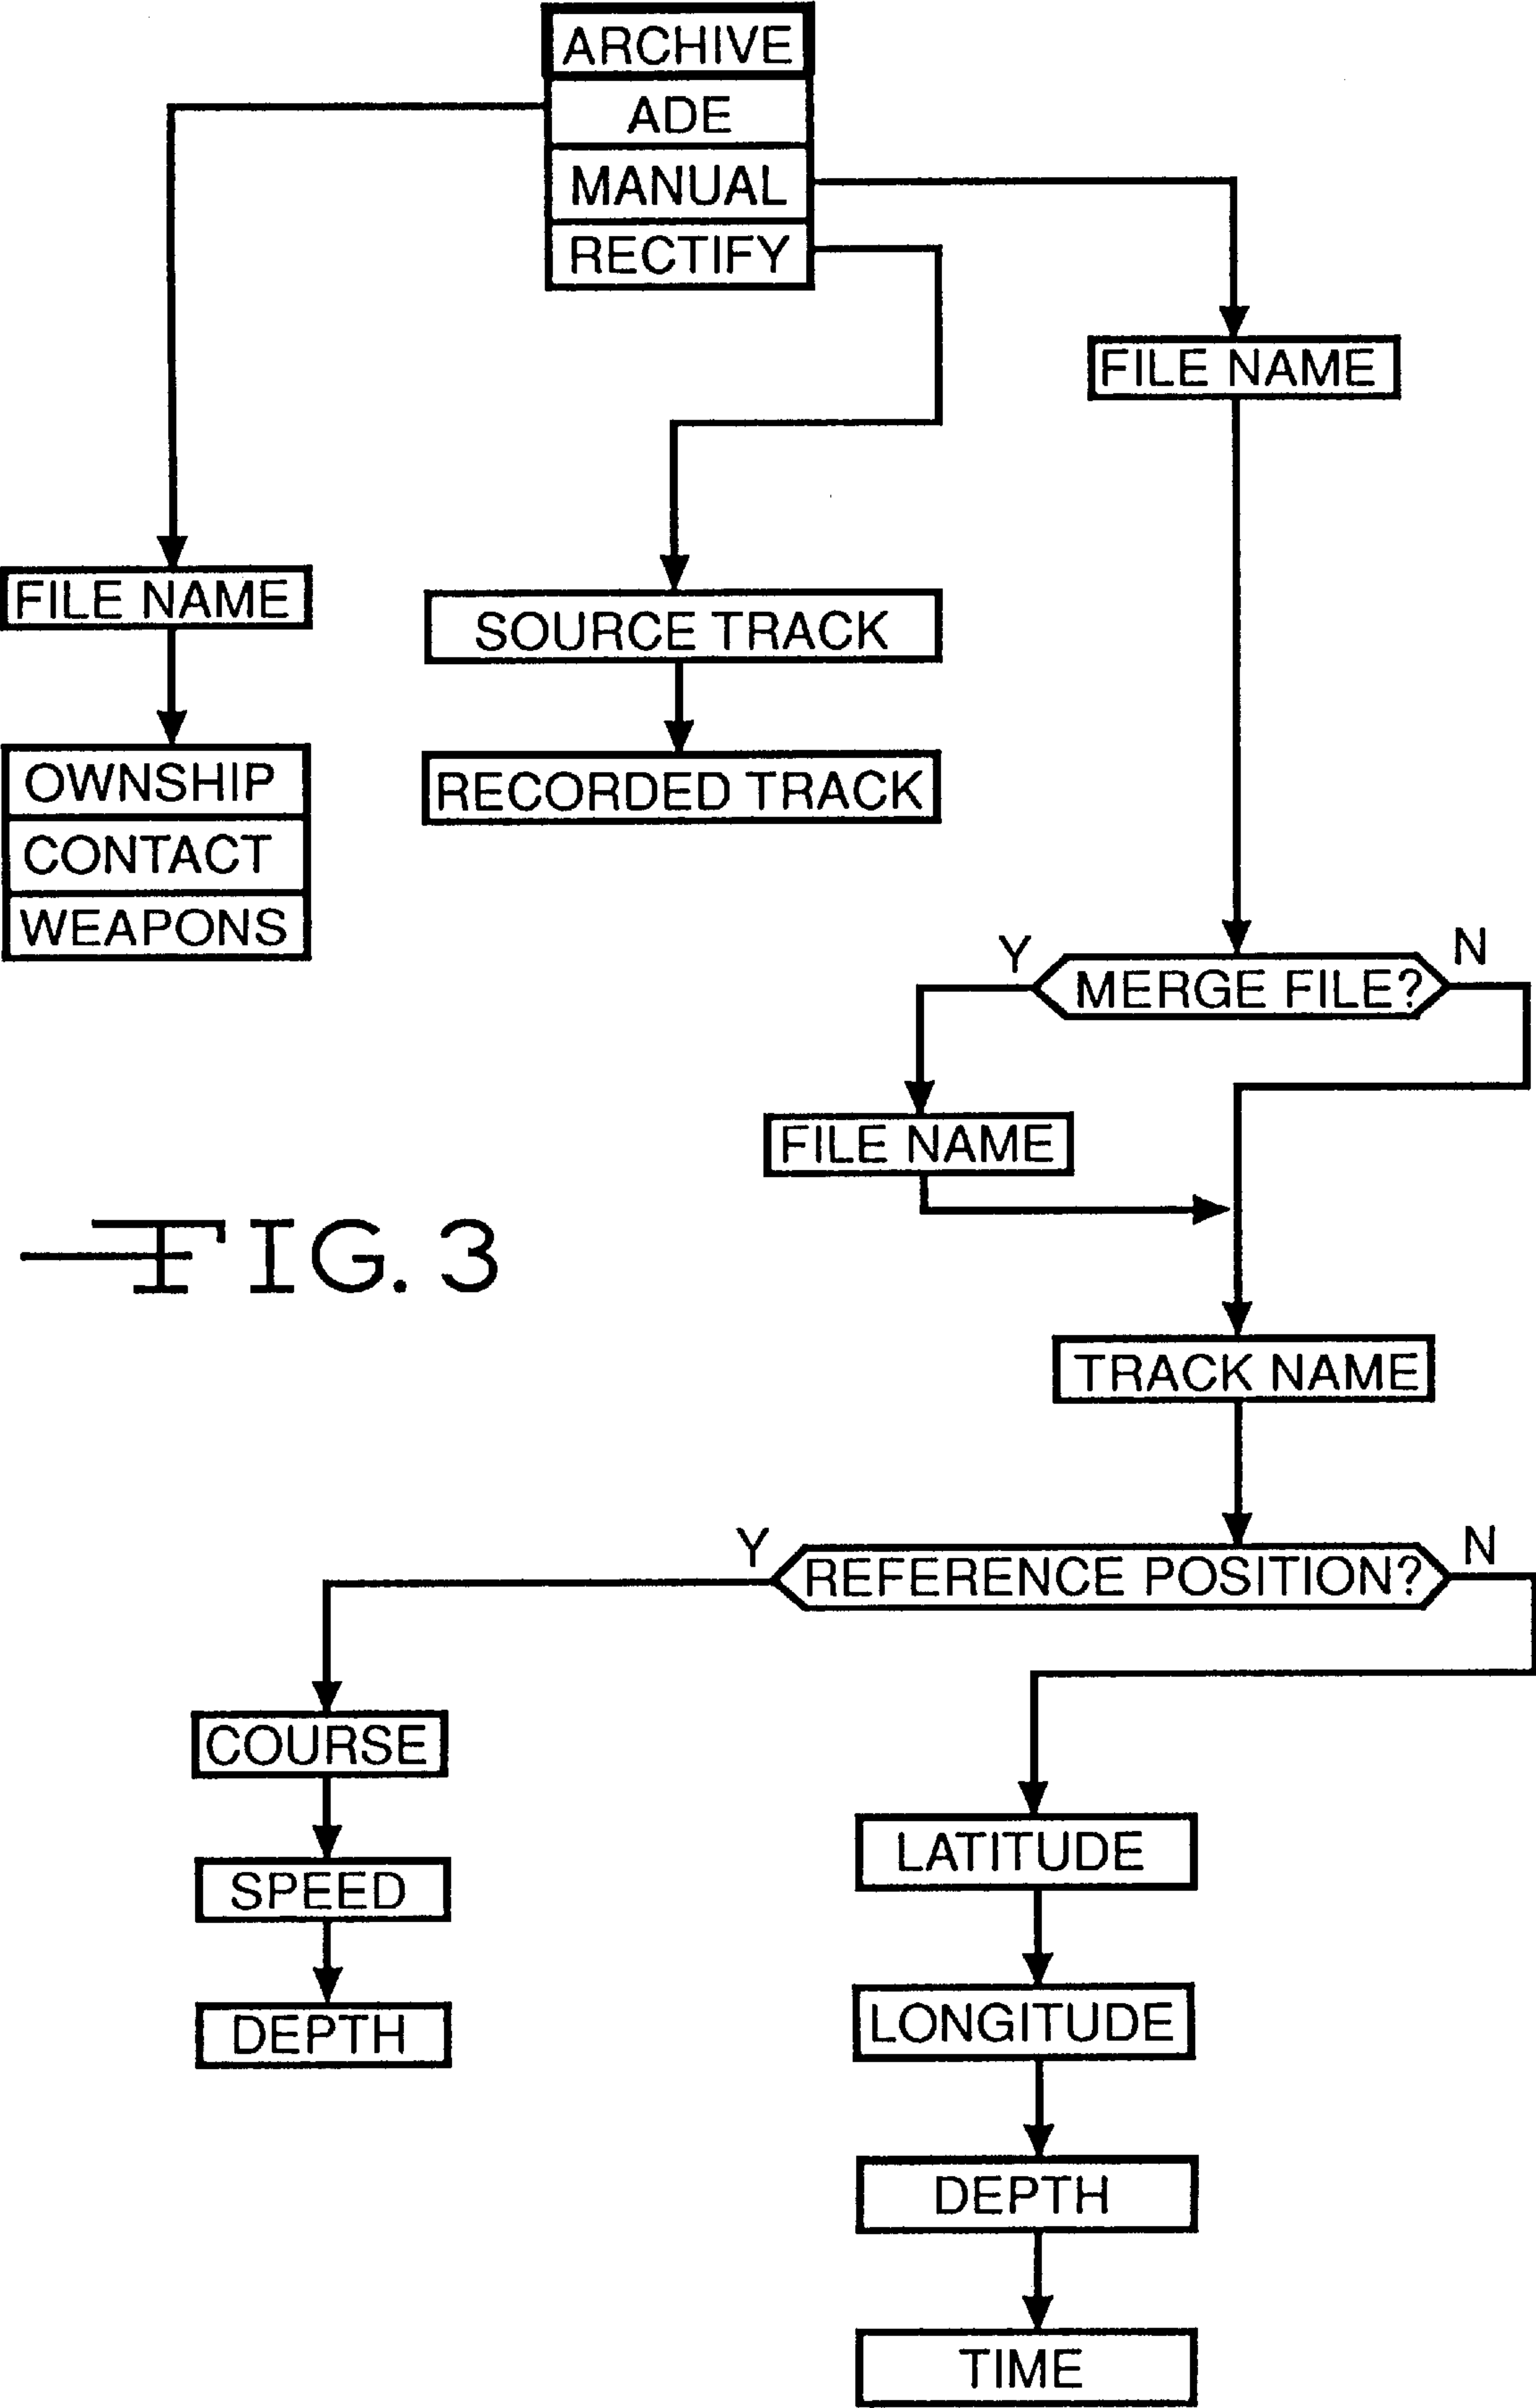 ARCHIVE
ADE
MANUAL
RECTIFY
FILE NAME
FILE NAME
SOURCE TRACK
OWNSHIP
RECORDED TRACK
CONTACT
WEAPONS
Y
N
MERGE FILE?
FILE NAME
FIG. 3
TRACK NAME
Y
N
REFERENCE POSITION?
COURSE
LATITUDE
SPEED
LONGITUDE
DEPTH
DEPTH
TIME